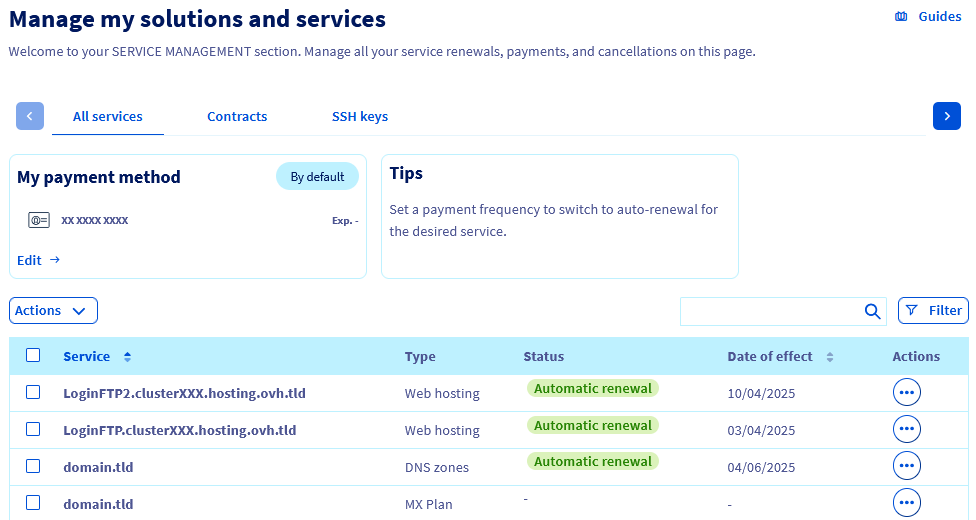 Manage my solutions and services
Guides
Welcome to your SERVICE MANAGEMENT section. Manage all your service renewals, payments, and cancellations on this page.
All services Contracts SSH keys
My payment method By default
XX XXXX XXXX Exp. -
Edit
Tips
Set a payment frequency to switch to auto-renewal for
the desired service.
Actions Filter
Service Type Status Date of effect Actions
LoginFTP2.clusterXXX.hosting.ovh.tld Web hosting Automatic renewal 10/04/2025
LoginFTP.clusterXXX.hosting.ovh.tld Web hosting Automatic renewal 03/04/2025
domain.tld DNS zones Automatic renewal 04/06/2025
domain.tld MX Plan - -